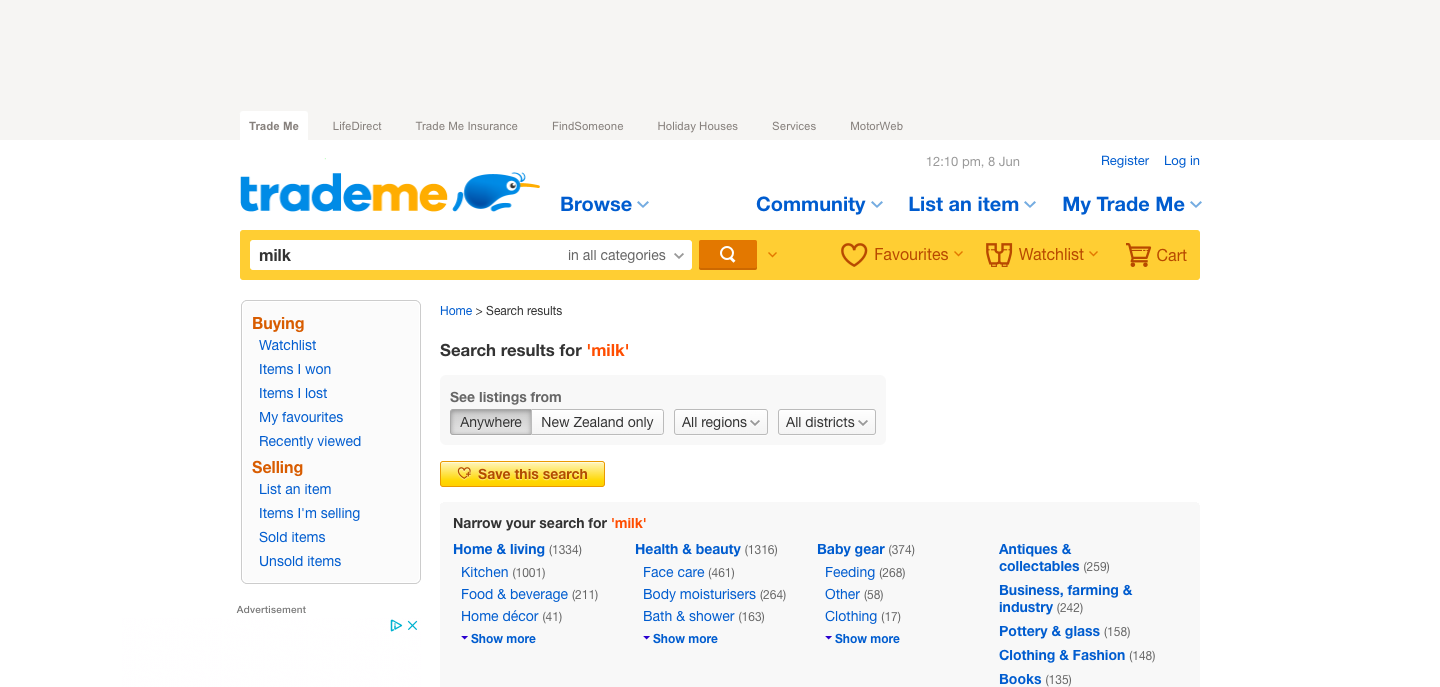 Trade Me LifeDirect Trade Me Insurance FindSomeone Holiday Houses Services MotorWeb
12:10 pm, 8 Jun Register Log in
trademe Browse Community List an item My Trade Me
milk in all categories Favourites Watchlist Cart
Buying
Watchlist
Items I won
Items I lost
My favourites
Recently viewed
Selling
List an item
Items I'm selling
Sold items
Unsold items
Advertisement
Home > Search results
Search results for 'milk'
See listings from
Anywhere New Zealand only All regions All districts
Save this search
Narrow your search for 'milk'
Home & living (1334)
Kitchen (1001)
Food & beverage (211)
Home décor (41)
Show more
Health & beauty (1316)
Face care (461)
Body moisturisers (264)
Bath & shower (163)
Show more
Baby gear (374)
Feeding (268)
Other (58)
Clothing (17)
Show more
Antiques &
collectables (259)
Business, farming &
industry (242)
Pottery & glass (158)
Clothing & Fashion (148)
Books (135)